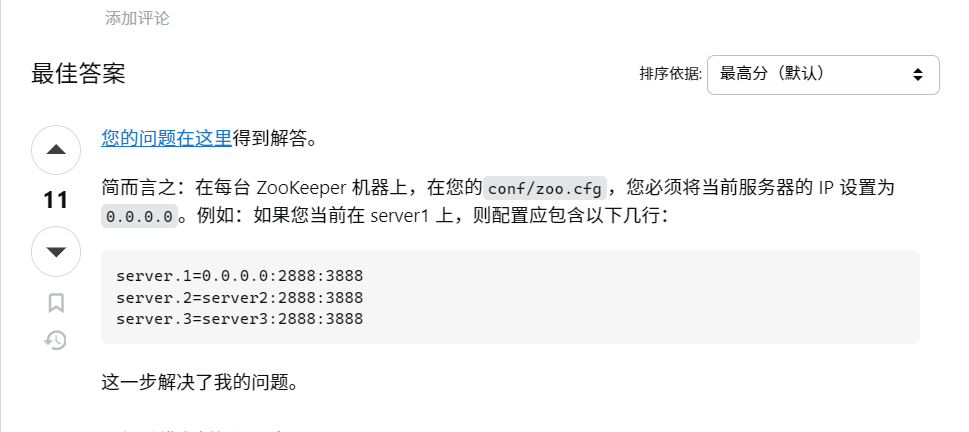 添加评论
最佳答案
排序依据: 最高分（默认）
您的问题在这里得到解答。
11
简而言之：在每台 ZooKeeper 机器上，在您的 conf/zoo.cfg ，您必须将当前服务器的 IP 设置为
0.0.0.0 。例如：如果您当前在 server1 上，则配置应包含以下几行：
server.1=0.0.0.0:2888:3888
server.2=server2:2888:3888
server.3=server3:2888:3888
这一步解决了我的问题。